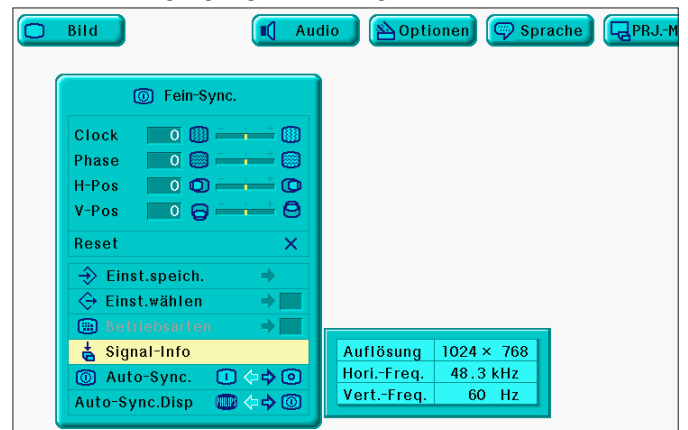 Bild
Audio
Optionen
Sprache
PRJ.-M
Fein-Sync.
Clock 0 - +
Phase 0 - +
H-Pos 0 - +
V-Pos 0 - +
Reset
Einst.speich.
Einst.wählen
Betriebsarten
Signal-Info
Auto-Sync.
Auto-Sync.Disp PHILIPS
Auflösung 1024 × 768
Hori.-Freq. 48.3 kHz
Vert.-Freq. 60 Hz